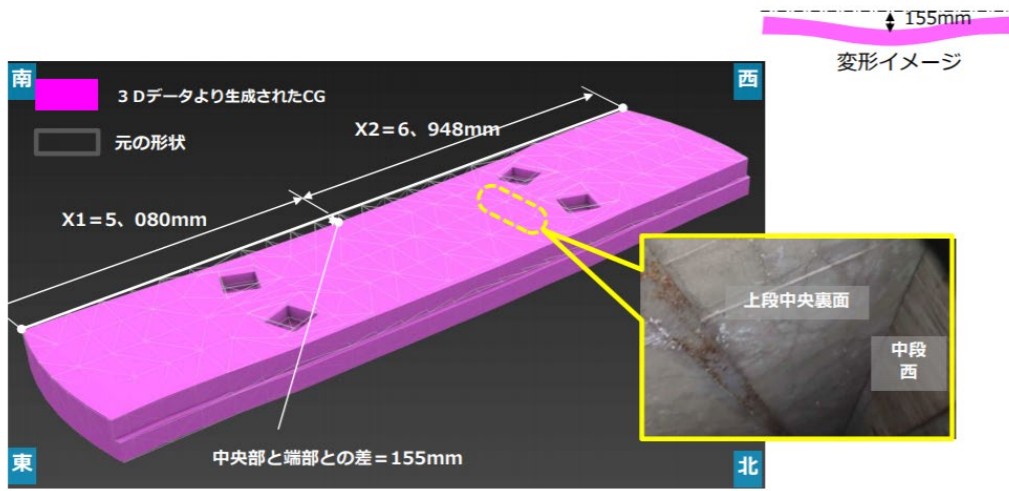 155mm
変形イメージ
南
西
３Dデータより生成されたCG
元の形状
X2＝6、948mm
X1＝5、080mm
上段中央裏面
中段
西
中央部と端部との差＝155mm
東
北